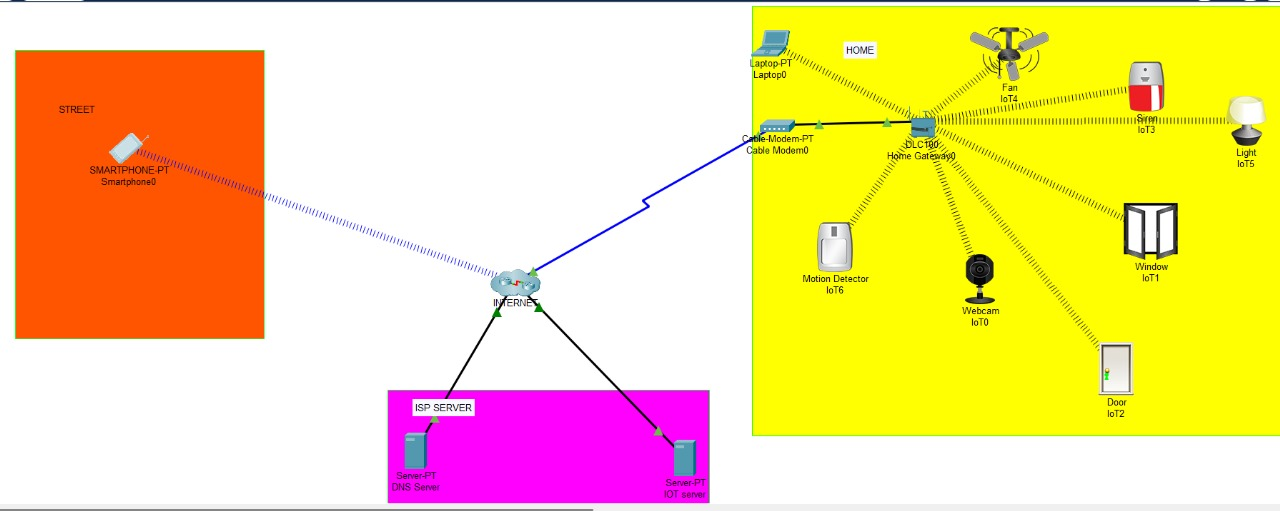 STREET
SMARTPHONE-PT
Smartphone0
INTERNET
ISP SERVER
Server-PT
DNS Server
Server-PT
IOT server
HOME
Laptop-PT
Laptop0
Cable-Modem-PT
Cable Modem0
DLC100
Home Gateway0
Fan
IoT4
Siren
IoT3
Light
IoT5
Window
IoT1
Motion Detector
IoT6
Webcam
IoT0
Door
IoT2